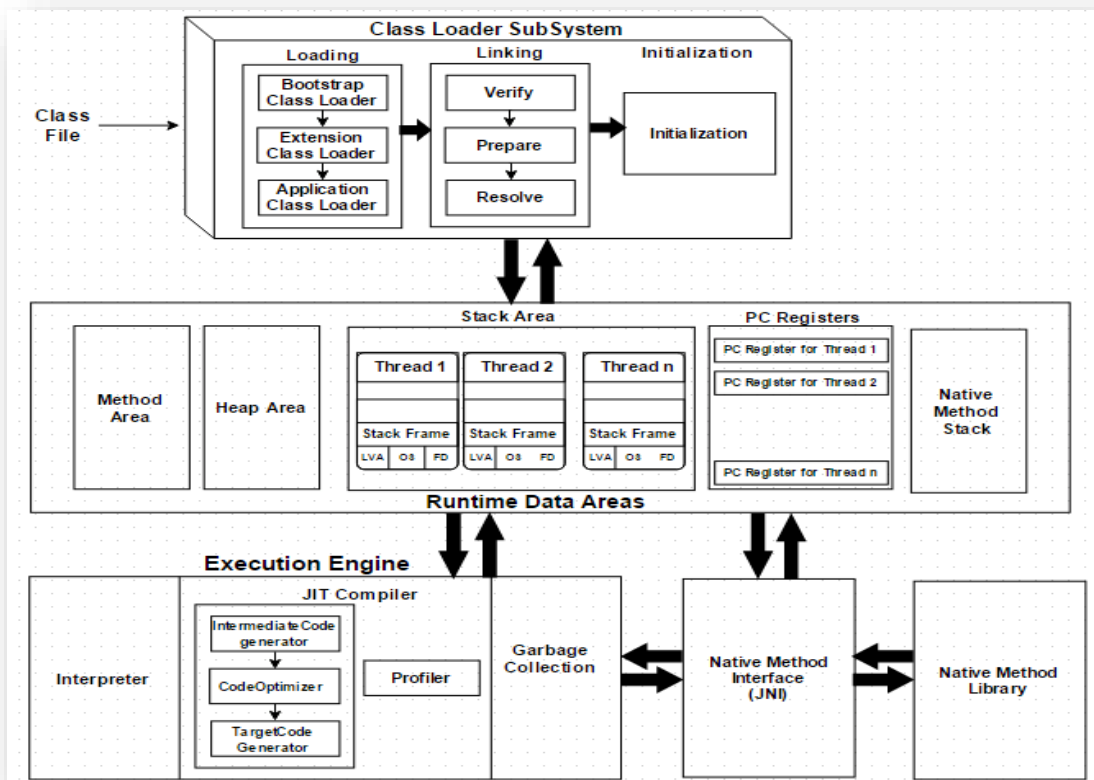 Class Loader SubSystem
Loading
Linking
Initialization
Class
File
Bootstrap
Class Loader
Extension
Class Loader
Application
Class Loader
Verify
Prepare
Resolve
Initialization
Stack Area
PC Registers
Method
Area
Heap Area
Thread 1
Stack Frame
LVA
OS
FD
Thread 2
Stack Frame
LVA
OS
FD
Thread n
Stack Frame
LVA
OS
FD
PC Register for Thread 1
PC Register for Thread 2
PC Register for Thread n
Native
Method
Stack
Runtime Data Areas
Execution Engine
Interpreter
JIT Compiler
IntermediateCode
generator
CodeOptimizer
TargetCode
Generator
Profiler
Garbage
Collection
Native Method
Interface
(JNI)
Native Method
Library